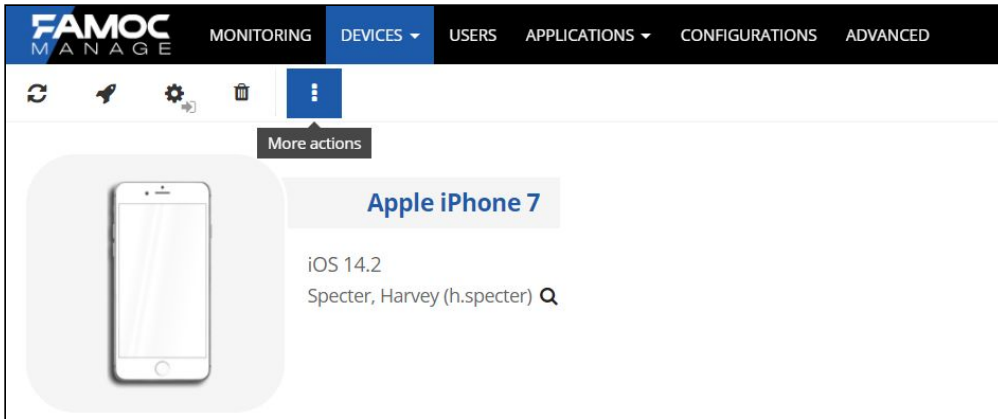 FAMOC
MANAGE
MONITORING DEVICES USERS APPLICATIONS CONFIGURATIONS ADVANCED
More actions
Apple iPhone 7
iOS 14.2
Specter, Harvey (h.specter)